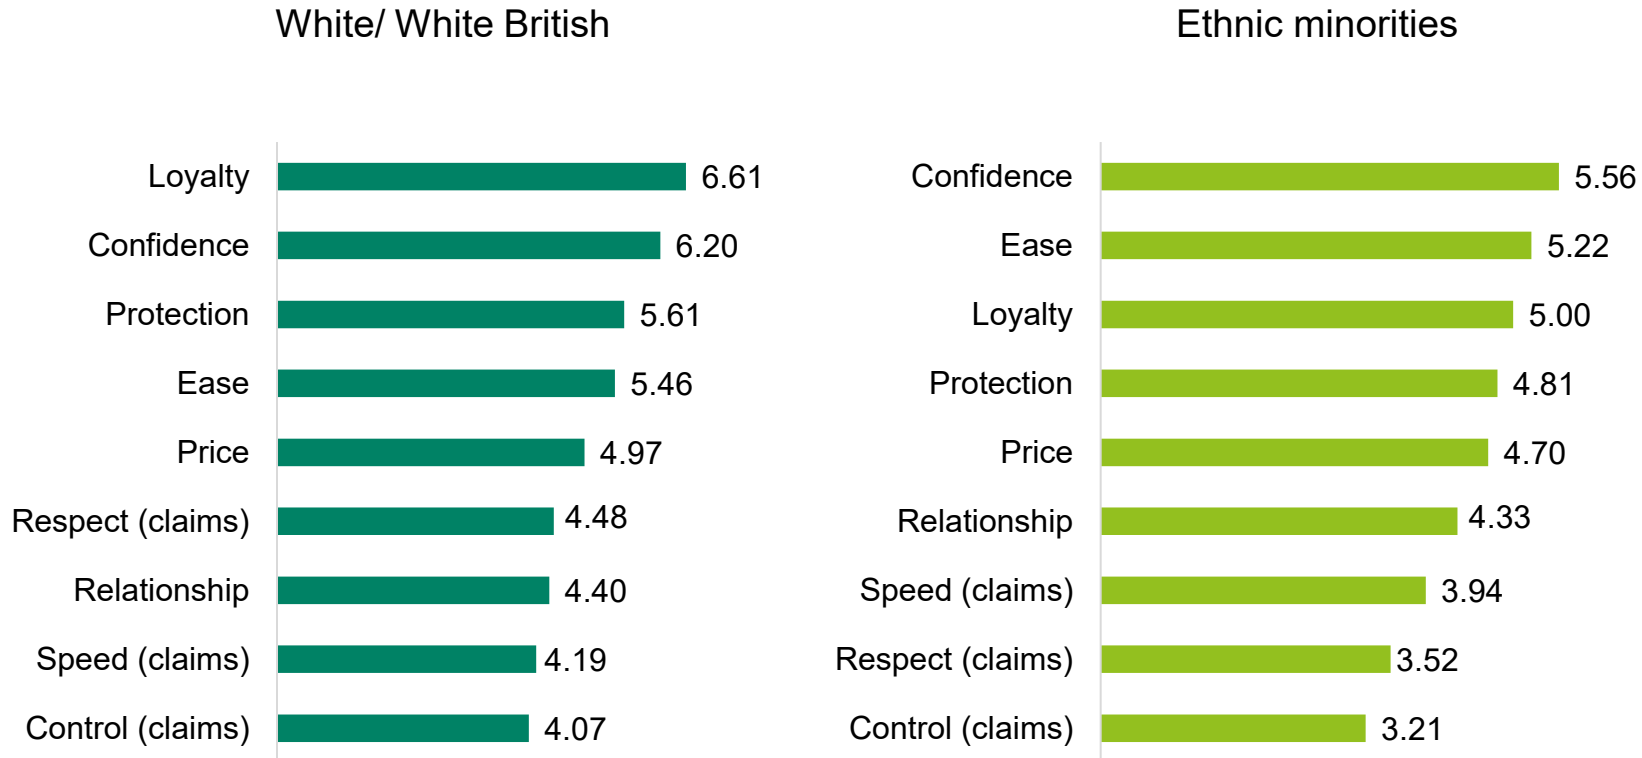 White/ White British
Loyalty 6.61
Confidence 6.20
Protection 5.61
Ease 5.46
Price 4.97
Respect (claims) 4.48
Relationship 4.40
Speed (claims) 4.19
Control (claims) 4.07
Ethnic minorities
Confidence 5.56
Ease 5.22
Loyalty 5.00
Protection 4.81
Price 4.70
Relationship 4.33
Speed (claims) 3.94
Respect (claims) 3.52
Control (claims) 3.21